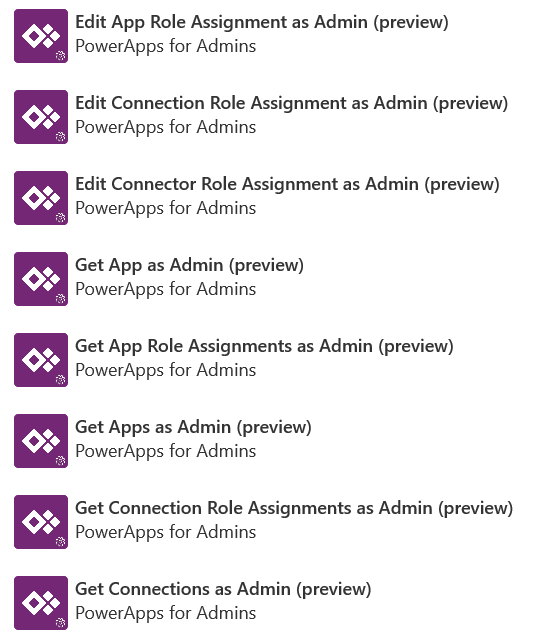 Edit App Role Assignment as Admin (preview)
PowerApps for Admins
Edit Connection Role Assignment as Admin (preview)
PowerApps for Admins
Edit Connector Role Assignment as Admin (preview)
PowerApps for Admins
Get App as Admin (preview)
PowerApps for Admins
Get App Role Assignments as Admin (preview)
PowerApps for Admins
Get Apps as Admin (preview)
PowerApps for Admins
Get Connection Role Assignments as Admin (preview)
PowerApps for Admins
Get Connections as Admin (preview)
PowerApps for Admins